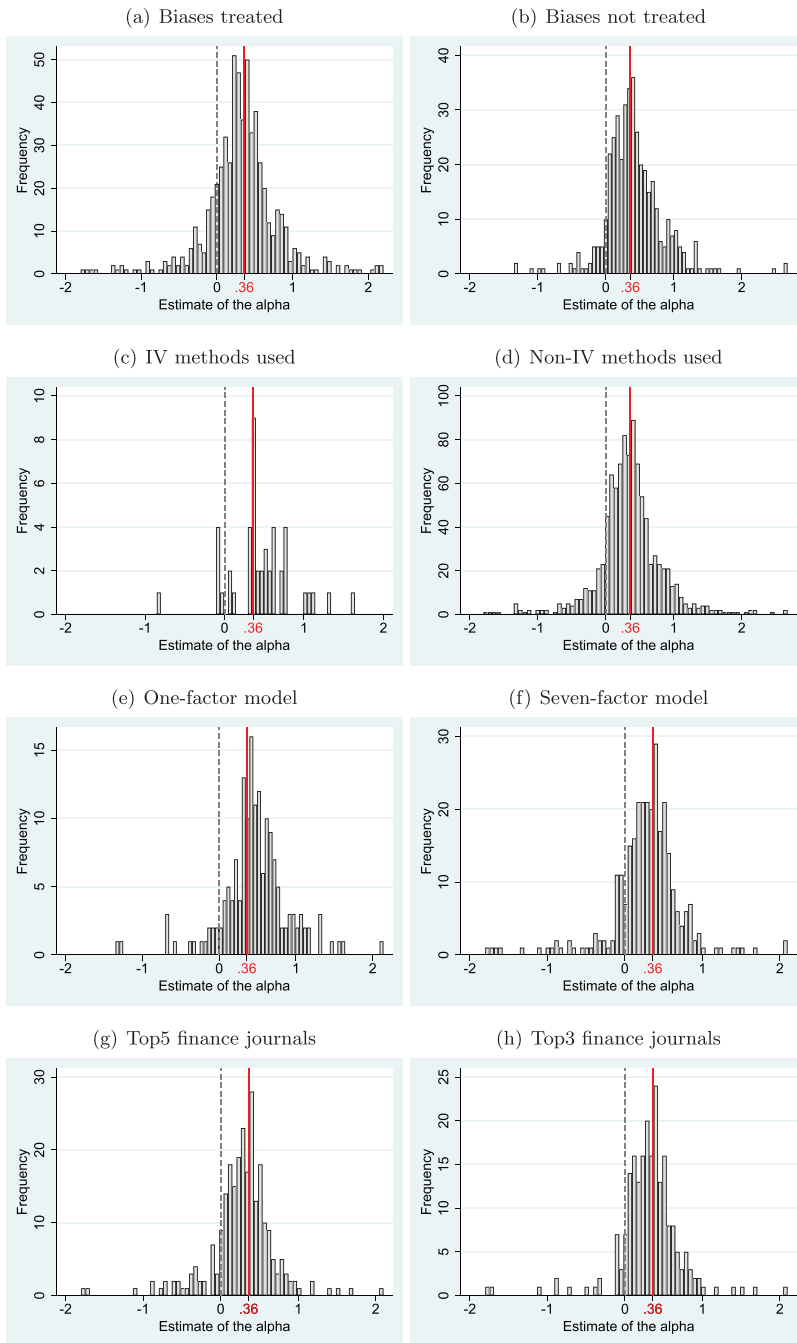 (a) Biases treated
(b) Biases not treated
Frequency
0 10 20 30 40 50
-2 -1 0 .36 1 2
Estimate of the alpha
Frequency
0 10 20 30 40
-2 -1 0 .36 1 2
Estimate of the alpha
(c) IV methods used
(d) Non-IV methods used
Frequency
0 2 4 6 8 10
-2 -1 0 .36 1 2
Estimate of the alpha
Frequency
0 20 40 60 80 100
-2 -1 0 .36 1 2
Estimate of the alpha
(e) One-factor model
(f) Seven-factor model
Frequency
0 5 10 15
-2 -1 0 .36 1 2
Estimate of the alpha
Frequency
0 10 20 30
-2 -1 0 .36 1 2
Estimate of the alpha
(g) Top5 finance journals
(h) Top3 finance journals
Frequency
0 10 20 30
-2 -1 0 .36 1 2
Estimate of the alpha
Frequency
0 5 10 15 20 25
-2 -1 0 .36 1 2
Estimate of the alpha